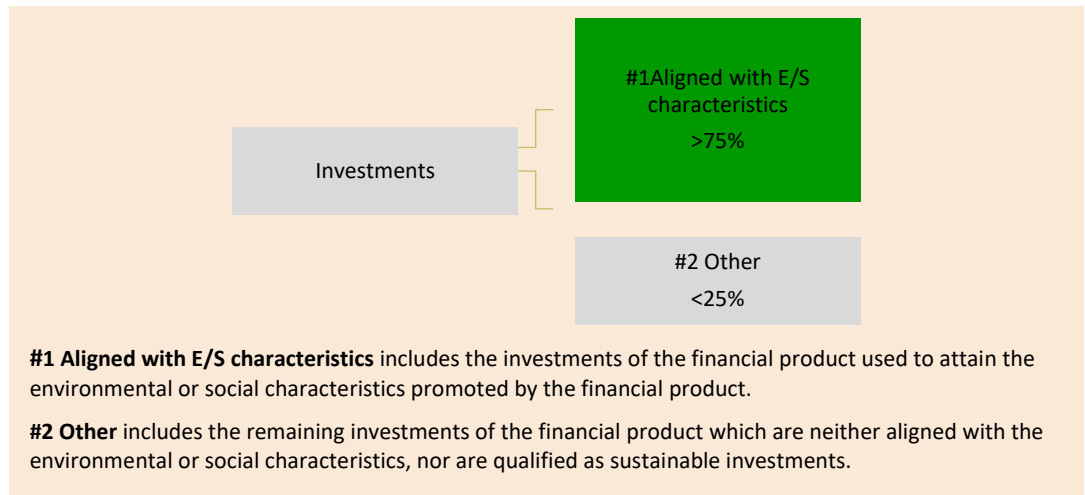 #1Aligned with E/S
characteristics
>75%
Investments
#2 Other
<25%
#1 Aligned with E/S characteristics includes the investments of the financial product used to attain the
environmental or social characteristics promoted by the financial product.
#2 Other includes the remaining investments of the financial product which are neither aligned with the
environmental or social characteristics, nor are qualified as sustainable investments.